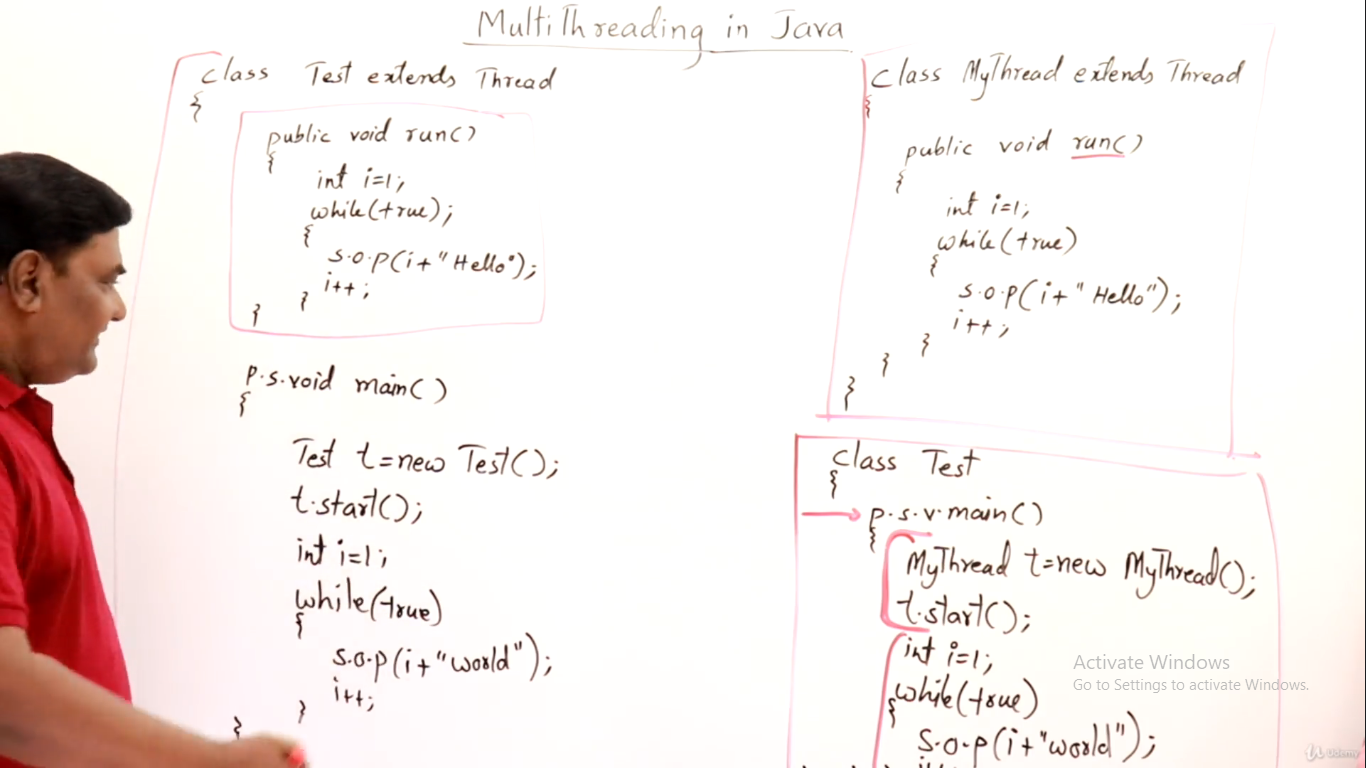 MultiThreading in Java
class Test extends Thread
{
public void run()
{
int i=1;
while(true);
{
s.o.p(i+"Hello");
i++;
}
}
p.s.void main()
{
Test t=new Test();
t.start();
int i=1;
while(true)
{
s.o.p(i+"world");
i++;
}
}
class MyThread extends Thread
{
public void run()
{
int i=1;
while(true)
{
s.o.p(i+"Hello");
i++;
}
}
}
class Test
{
p.s.v.main()
{
MyThread t=new MyThread();
t.start();
int i=1;
while(true)
{
s.o.p(i+"world");
Activate Windows
Go to Settings to activate Windows.
Udemy